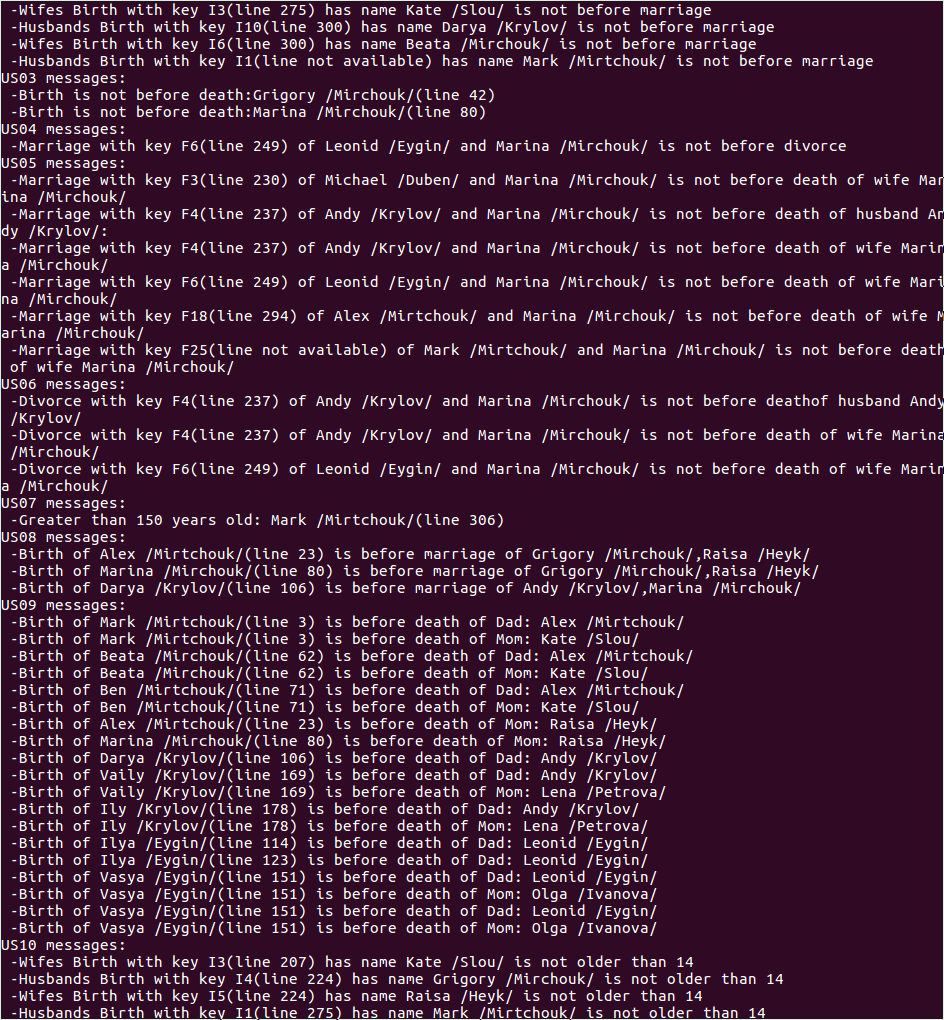 -Wifes Birth with key I3(line 275) has name Kate /Slou/ is not before marriage
-Husbands Birth with key I10(line 300) has name Darya /Krylov/ is not before marriage
-Wifes Birth with key I6(line 300) has name Beata /Mirchouk/ is not before marriage
-Husbands Birth with key I1(line not available) has name Mark /Mirtchouk/ is not before marriage
US03 messages:
-Birth is not before death:Grigory /Mirchouk/(line 42)
-Birth is not before death:Marina /Mirchouk/(line 80)
US04 messages:
-Marriage with key F6(line 249) of Leonid /Eygin/ and Marina /Mirchouk/ is not before divorce
US05 messages:
-Marriage with key F3(line 230) of Michael /Duben/ and Marina /Mirchouk/ is not before death of wife Mar
ina /Mirchouk/
-Marriage with key F4(line 237) of Andy /Krylov/ and Marina /Mirchouk/ is not before death of husband An
dy /Krylov/:
-Marriage with key F4(line 237) of Andy /Krylov/ and Marina /Mirchouk/ is not before death of wife Marin
a /Mirchouk/
-Marriage with key F6(line 249) of Leonid /Eygin/ and Marina /Mirchouk/ is not before death of wife Mari
na /Mirchouk/
-Marriage with key F18(line 294) of Alex /Mirtchouk/ and Marina /Mirchouk/ is not before death of wife M
arina /Mirchouk/
-Marriage with key F25(line not available) of Mark /Mirtchouk/ and Marina /Mirchouk/ is not before death
of wife Marina /Mirchouk/
US06 messages:
-Divorce with key F4(line 237) of Andy /Krylov/ and Marina /Mirchouk/ is not before deathof husband Andy
/Krylov/
-Divorce with key F4(line 237) of Andy /Krylov/ and Marina /Mirchouk/ is not before death of wife Marina
/Mirchouk/
-Divorce with key F6(line 249) of Leonid /Eygin/ and Marina /Mirchouk/ is not before death of wife Marin
a /Mirchouk/
US07 messages:
-Greater than 150 years old: Mark /Mirtchouk/(line 306)
US08 messages:
-Birth of Alex /Mirtchouk/(line 23) is before marriage of Grigory /Mirchouk/,Raisa /Heyk/
-Birth of Marina /Mirchouk/(line 80) is before marriage of Grigory /Mirchouk/,Raisa /Heyk/
-Birth of Darya /Krylov/(line 106) is before marriage of Andy /Krylov/,Marina /Mirchouk/
US09 messages:
-Birth of Mark /Mirtchouk/(line 3) is before death of Dad: Alex /Mirtchouk/
-Birth of Mark /Mirtchouk/(line 3) is before death of Mom: Kate /Slou/
-Birth of Beata /Mirchouk/(line 62) is before death of Dad: Alex /Mirtchouk/
-Birth of Beata /Mirchouk/(line 62) is before death of Mom: Kate /Slou/
-Birth of Ben /Mirtchouk/(line 71) is before death of Dad: Alex /Mirtchouk/
-Birth of Ben /Mirtchouk/(line 71) is before death of Mom: Kate /Slou/
-Birth of Alex /Mirtchouk/(line 23) is before death of Mom: Raisa /Heyk/
-Birth of Marina /Mirchouk/(line 80) is before death of Mom: Raisa /Heyk/
-Birth of Darya /Krylov/(line 106) is before death of Dad: Andy /Krylov/
-Birth of Vaily /Krylov/(line 169) is before death of Dad: Andy /Krylov/
-Birth of Vaily /Krylov/(line 169) is before death of Mom: Lena /Petrova/
-Birth of Ily /Krylov/(line 178) is before death of Dad: Andy /Krylov/
-Birth of Ily /Krylov/(line 178) is before death of Mom: Lena /Petrova/
-Birth of Ilya /Eygin/(line 114) is before death of Dad: Leonid /Eygin/
-Birth of Ilya /Eygin/(line 123) is before death of Dad: Leonid /Eygin/
-Birth of Vasya /Eygin/(line 151) is before death of Dad: Leonid /Eygin/
-Birth of Vasya /Eygin/(line 151) is before death of Mom: Olga /Ivanova/
-Birth of Vasya /Eygin/(line 151) is before death of Dad: Leonid /Eygin/
-Birth of Vasya /Eygin/(line 151) is before death of Mom: Olga /Ivanova/
US10 messages:
-Wifes Birth with key I3(line 207) has name Kate /Slou/ is not older than 14
-Husbands Birth with key I4(line 224) has name Grigory /Mirchouk/ is not older than 14
-Wifes Birth with key I5(line 224) has name Raisa /Heyk/ is not older than 14
-Husbands Birth with key I1(line 275) has name Mark /Mirtchouk/ is not older than 14